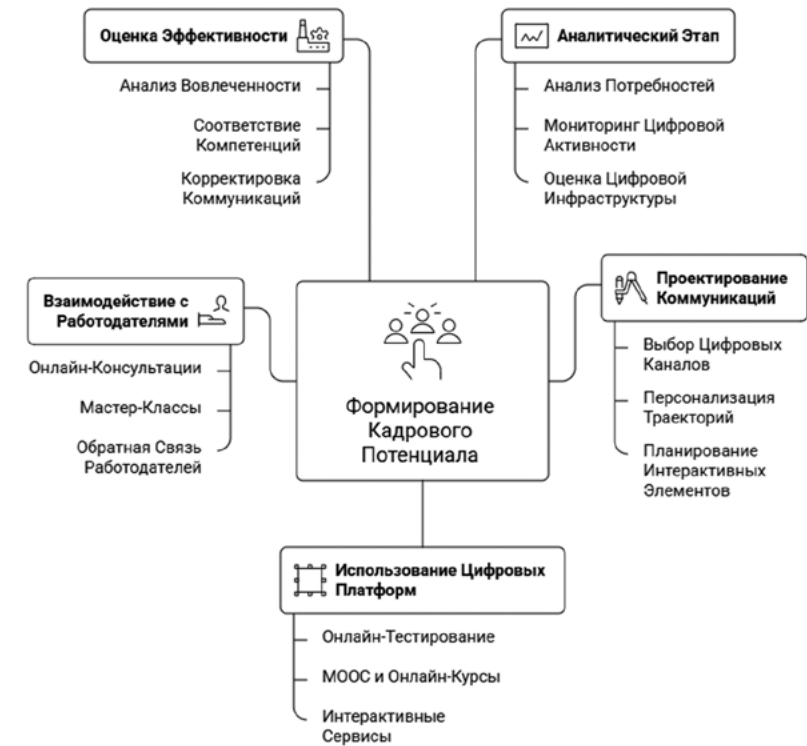 Оценка Эффективности
Анализ Вовлеченности
Соответствие
Компетенций
Корректировка
Коммуникаций
Аналитический Этап
Анализ Потребностей
Мониторинг Цифровой
Активности
Оценка Цифровой
Инфраструктуры
Взаимодействие с
Работодателями
Онлайн-Консультации
Мастер-Классы
Обратная Связь
Работодателей
Формирование
Кадрового
Потенциала
Проектирование
Коммуникаций
Выбор Цифровых
Каналов
Персонализация
Траекторий
Планирование
Интерактивных
Элементов
Использование Цифровых
Платформ
Онлайн-Тестирование
МООС и Онлайн-Курсы
Интерактивные
Сервисы